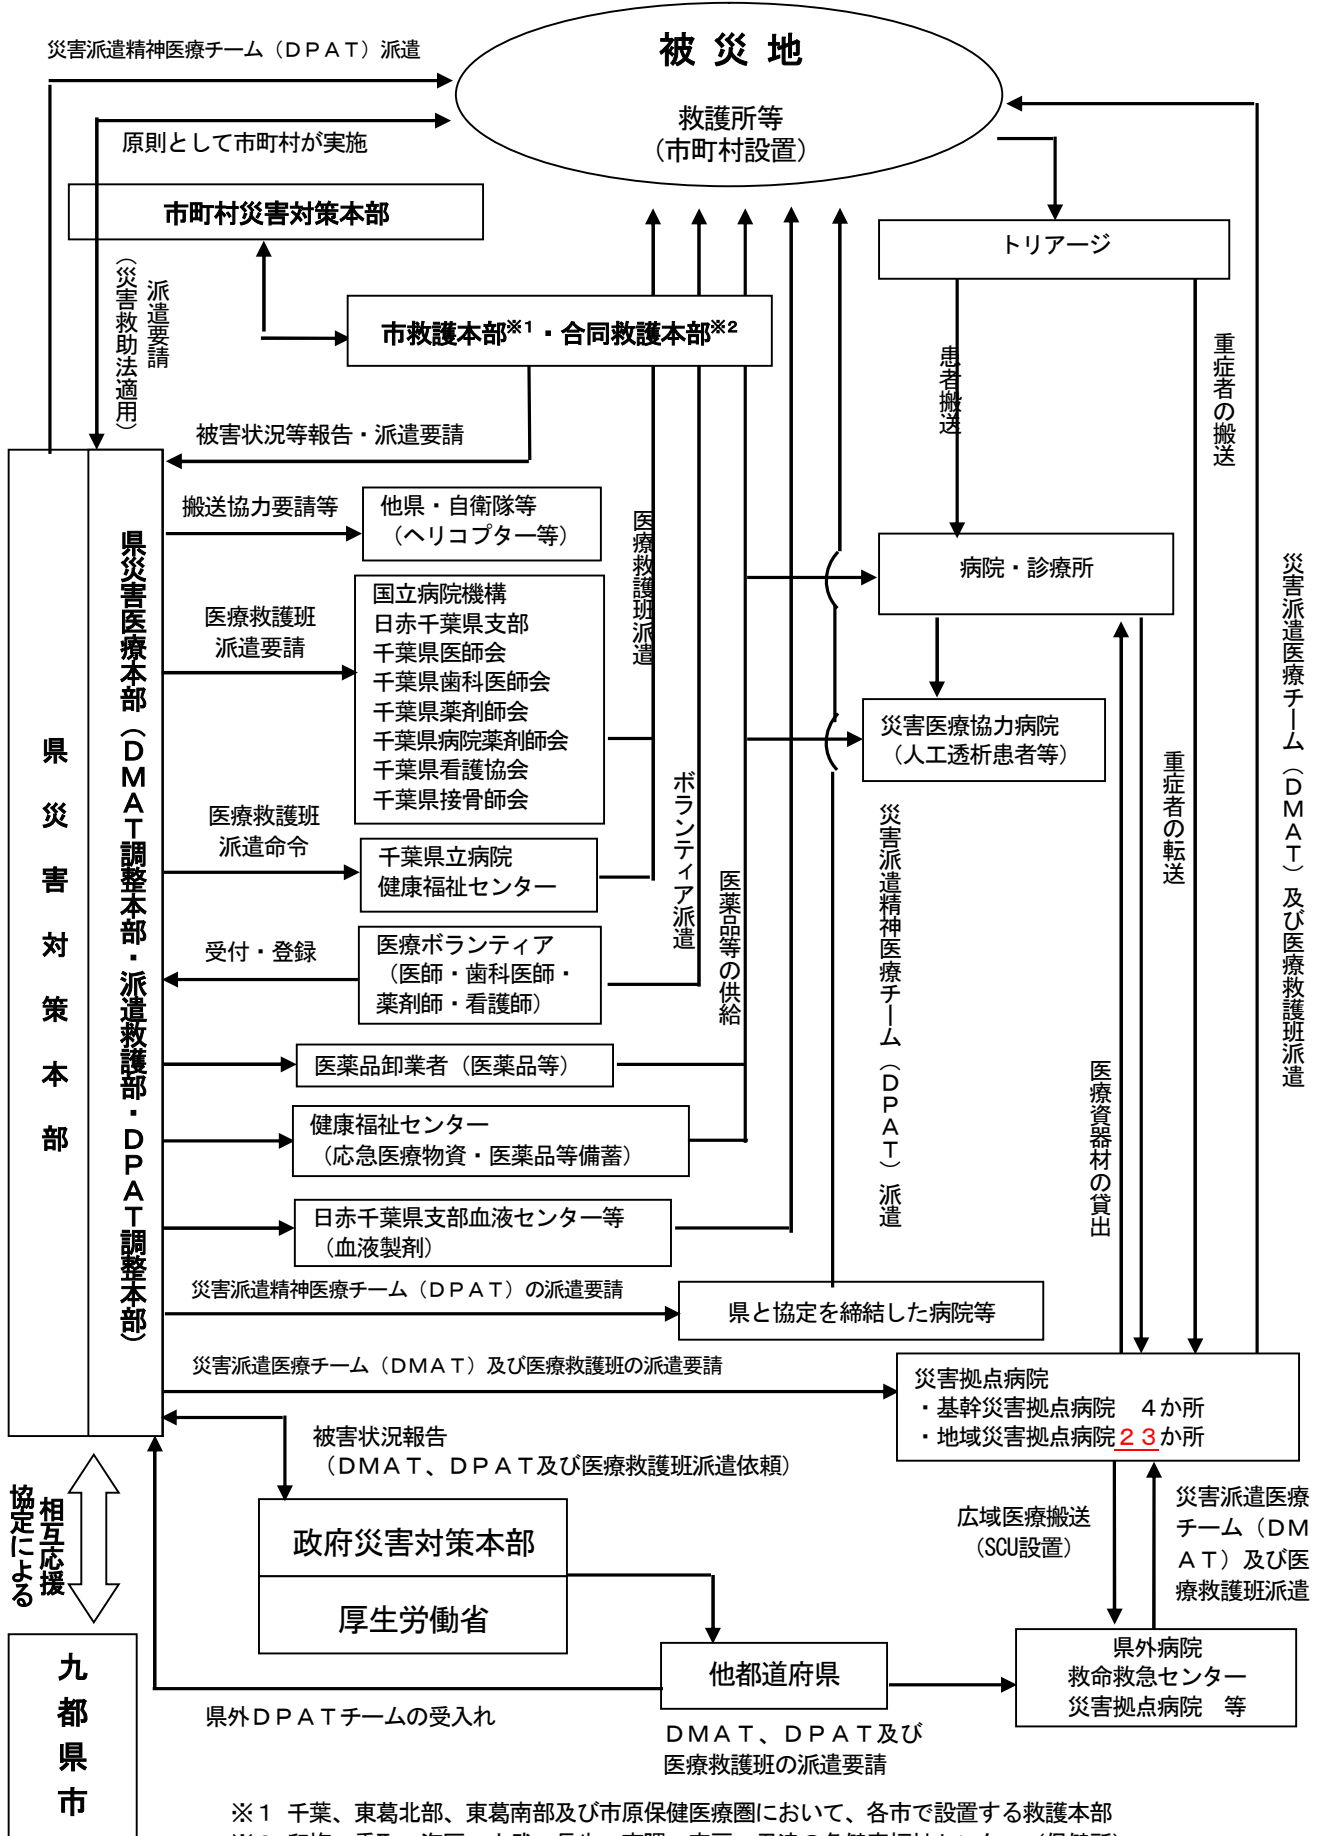 災害派遣精神医療チーム（ＤＰＡＴ）派遣
被災地
救護所等
（市町村設置）
原則として市町村が実施
市町村災害対策本部
トリアージ
派遣要請
（災害救助法適用）
市救護本部※1・合同救護本部※2
患者搬送
重症者の搬送
被害状況等報告・派遣要請
搬送協力要請等
他県・自衛隊等
（ヘリコプター等）
医療救護班派遣
病院・診療所
災害派遣医療チーム（ＤＭＡＴ）及び医療救護班派遣
県災害対策本部
県災害医療本部（ＤＭＡＴ調整本部・派遣救護部・ＤＰＡＴ調整本部）
医療救護班
派遣要請
国立病院機構
日赤千葉県支部
千葉県医師会
千葉県歯科医師会
千葉県薬剤師会
千葉県病院薬剤師会
千葉県看護協会
千葉県接骨師会
災害医療協力病院
（人工透析患者等）
重症者の転送
ボランティア派遣
医療救護班
派遣命令
千葉県立病院
健康福祉センター
医薬品等の供給
災害派遣精神医療チーム（ＤＰＡＴ）派遣
受付・登録
医療ボランティア
（医師・歯科医師・
薬剤師・看護師）
医薬品卸業者（医薬品等）
医療資器材の貸出
健康福祉センター
（応急医療物資・医薬品等備蓄）
日赤千葉県支部血液センター等
（血液製剤）
災害派遣精神医療チーム（ＤＰＡＴ）の派遣要請
県と協定を締結した病院等
災害派遣医療チーム（ＤＭＡＴ）及び医療救護班の派遣要請
災害拠点病院
・基幹災害拠点病院　４か所
・地域災害拠点病院２３か所
被害状況報告
（ＤＭＡＴ、ＤＰＡＴ及び医療救護班派遣依頼）
相互応援
協定による
政府災害対策本部
厚生労働省
広域医療搬送
（SCU設置）
災害派遣医療
チーム（ＤＭ
ＡＴ）及び医
療救護班派遣
他都道府県
県外病院
救命救急センター
災害拠点病院　等
九都県市
県外ＤＰＡＴチームの受入れ
ＤＭＡＴ、ＤＰＡＴ及び
医療救護班の派遣要請
※１ 千葉、東葛北部、東葛南部及び市原保健医療圏において、各市で設置する救護本部